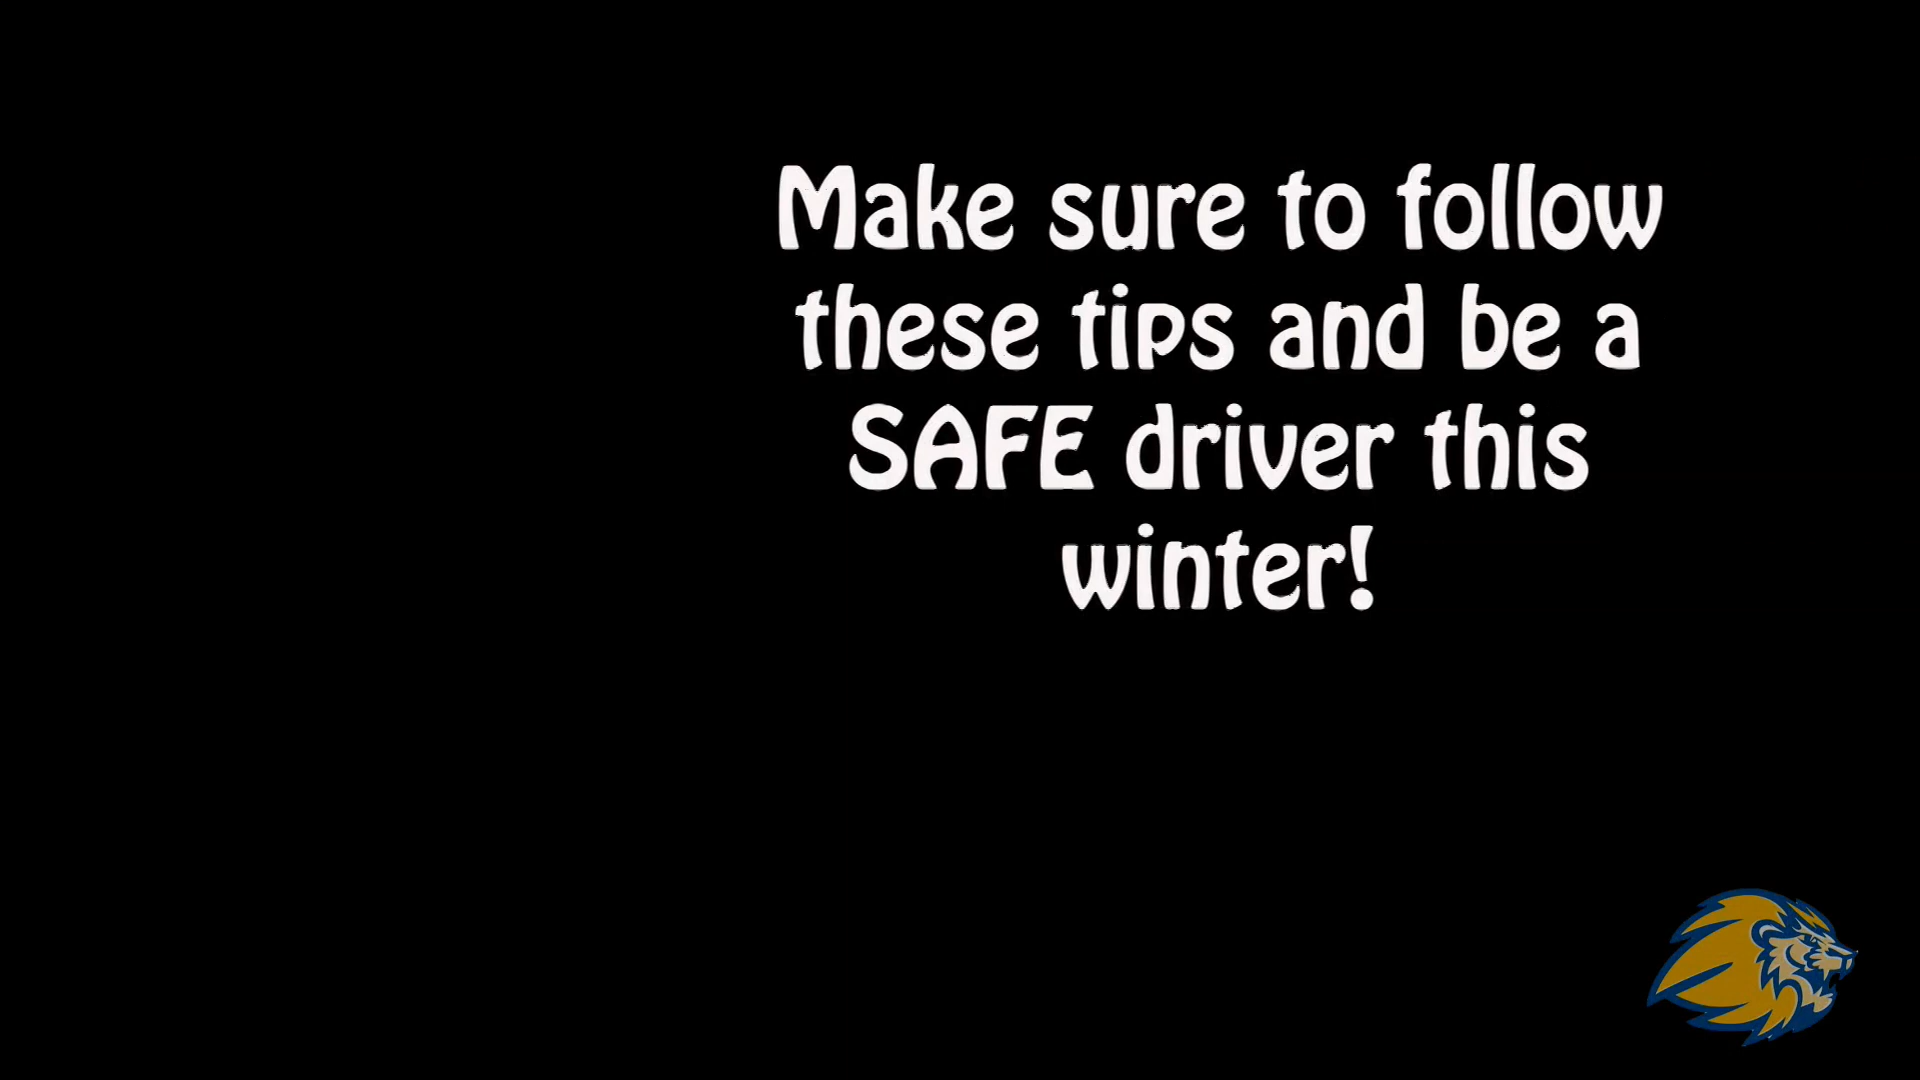 Make sure to follow
these tips and be a
SAFE driver this
winter!